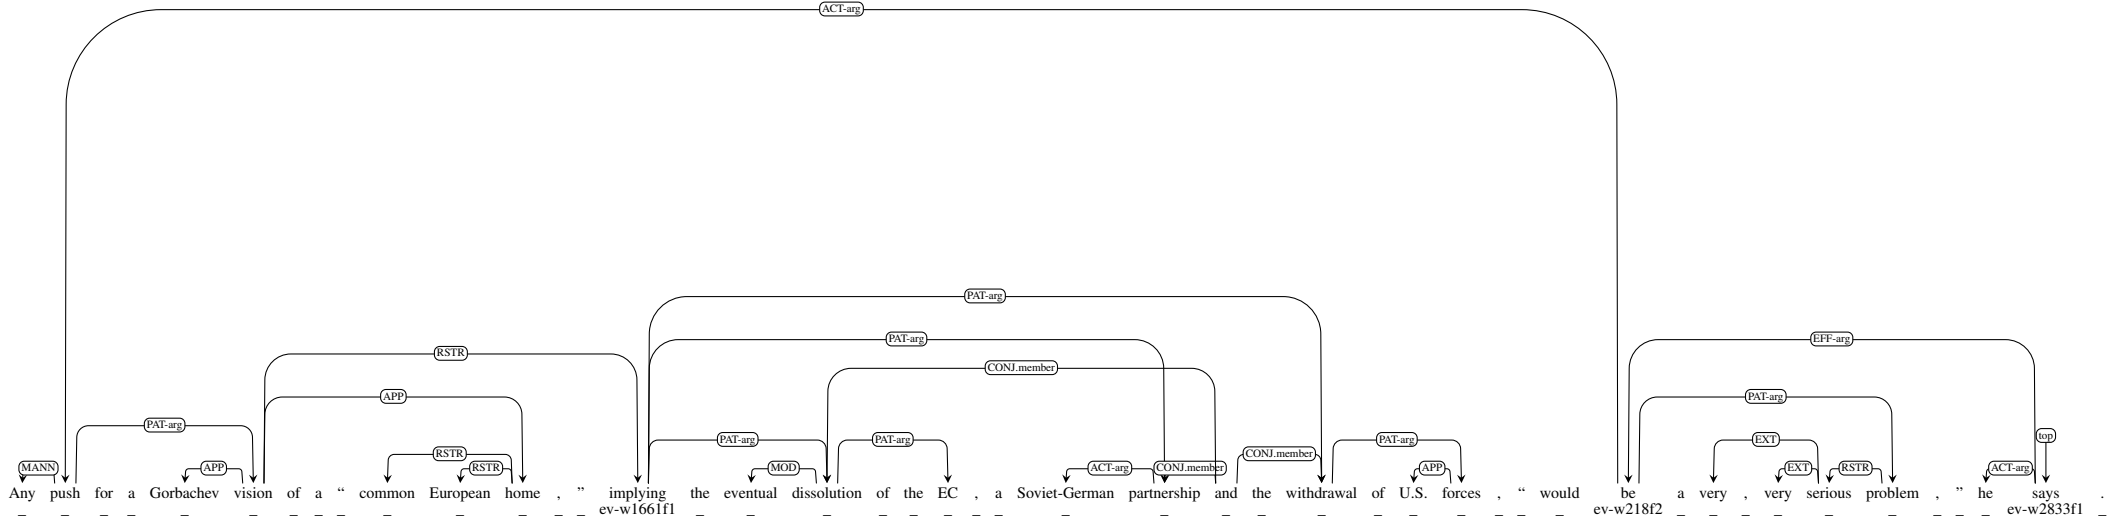 ACT-arg
PAT-arg
PAT-arg EFF-arg
RSTR CONJ.member
APP PAT-arg
PAT-arg PAT-arg PAT-arg PAT-arg EXT top
RSTR CONJ.member
MANN APP RSTR MOD ACT-arg CONJ.member APP EXT RSTR ACT-arg
Any push for a Gorbachev vision of a “ common European home , ” implying the eventual dissolution of the EC , a Soviet-German partnership and the withdrawal of U.S. forces , “ would be a very , very serious problem , ” he says .
_ _ _ _ _ _ _ _ _ _ _ _ _ _ ev-w1661f1 _ _ _ _ _ _ _ _ _ _ _ _ _ _ _ _ _ _ _ ev-w218f2 _ _ _ _ _ _ _ _ _ ev-w2833f1 _